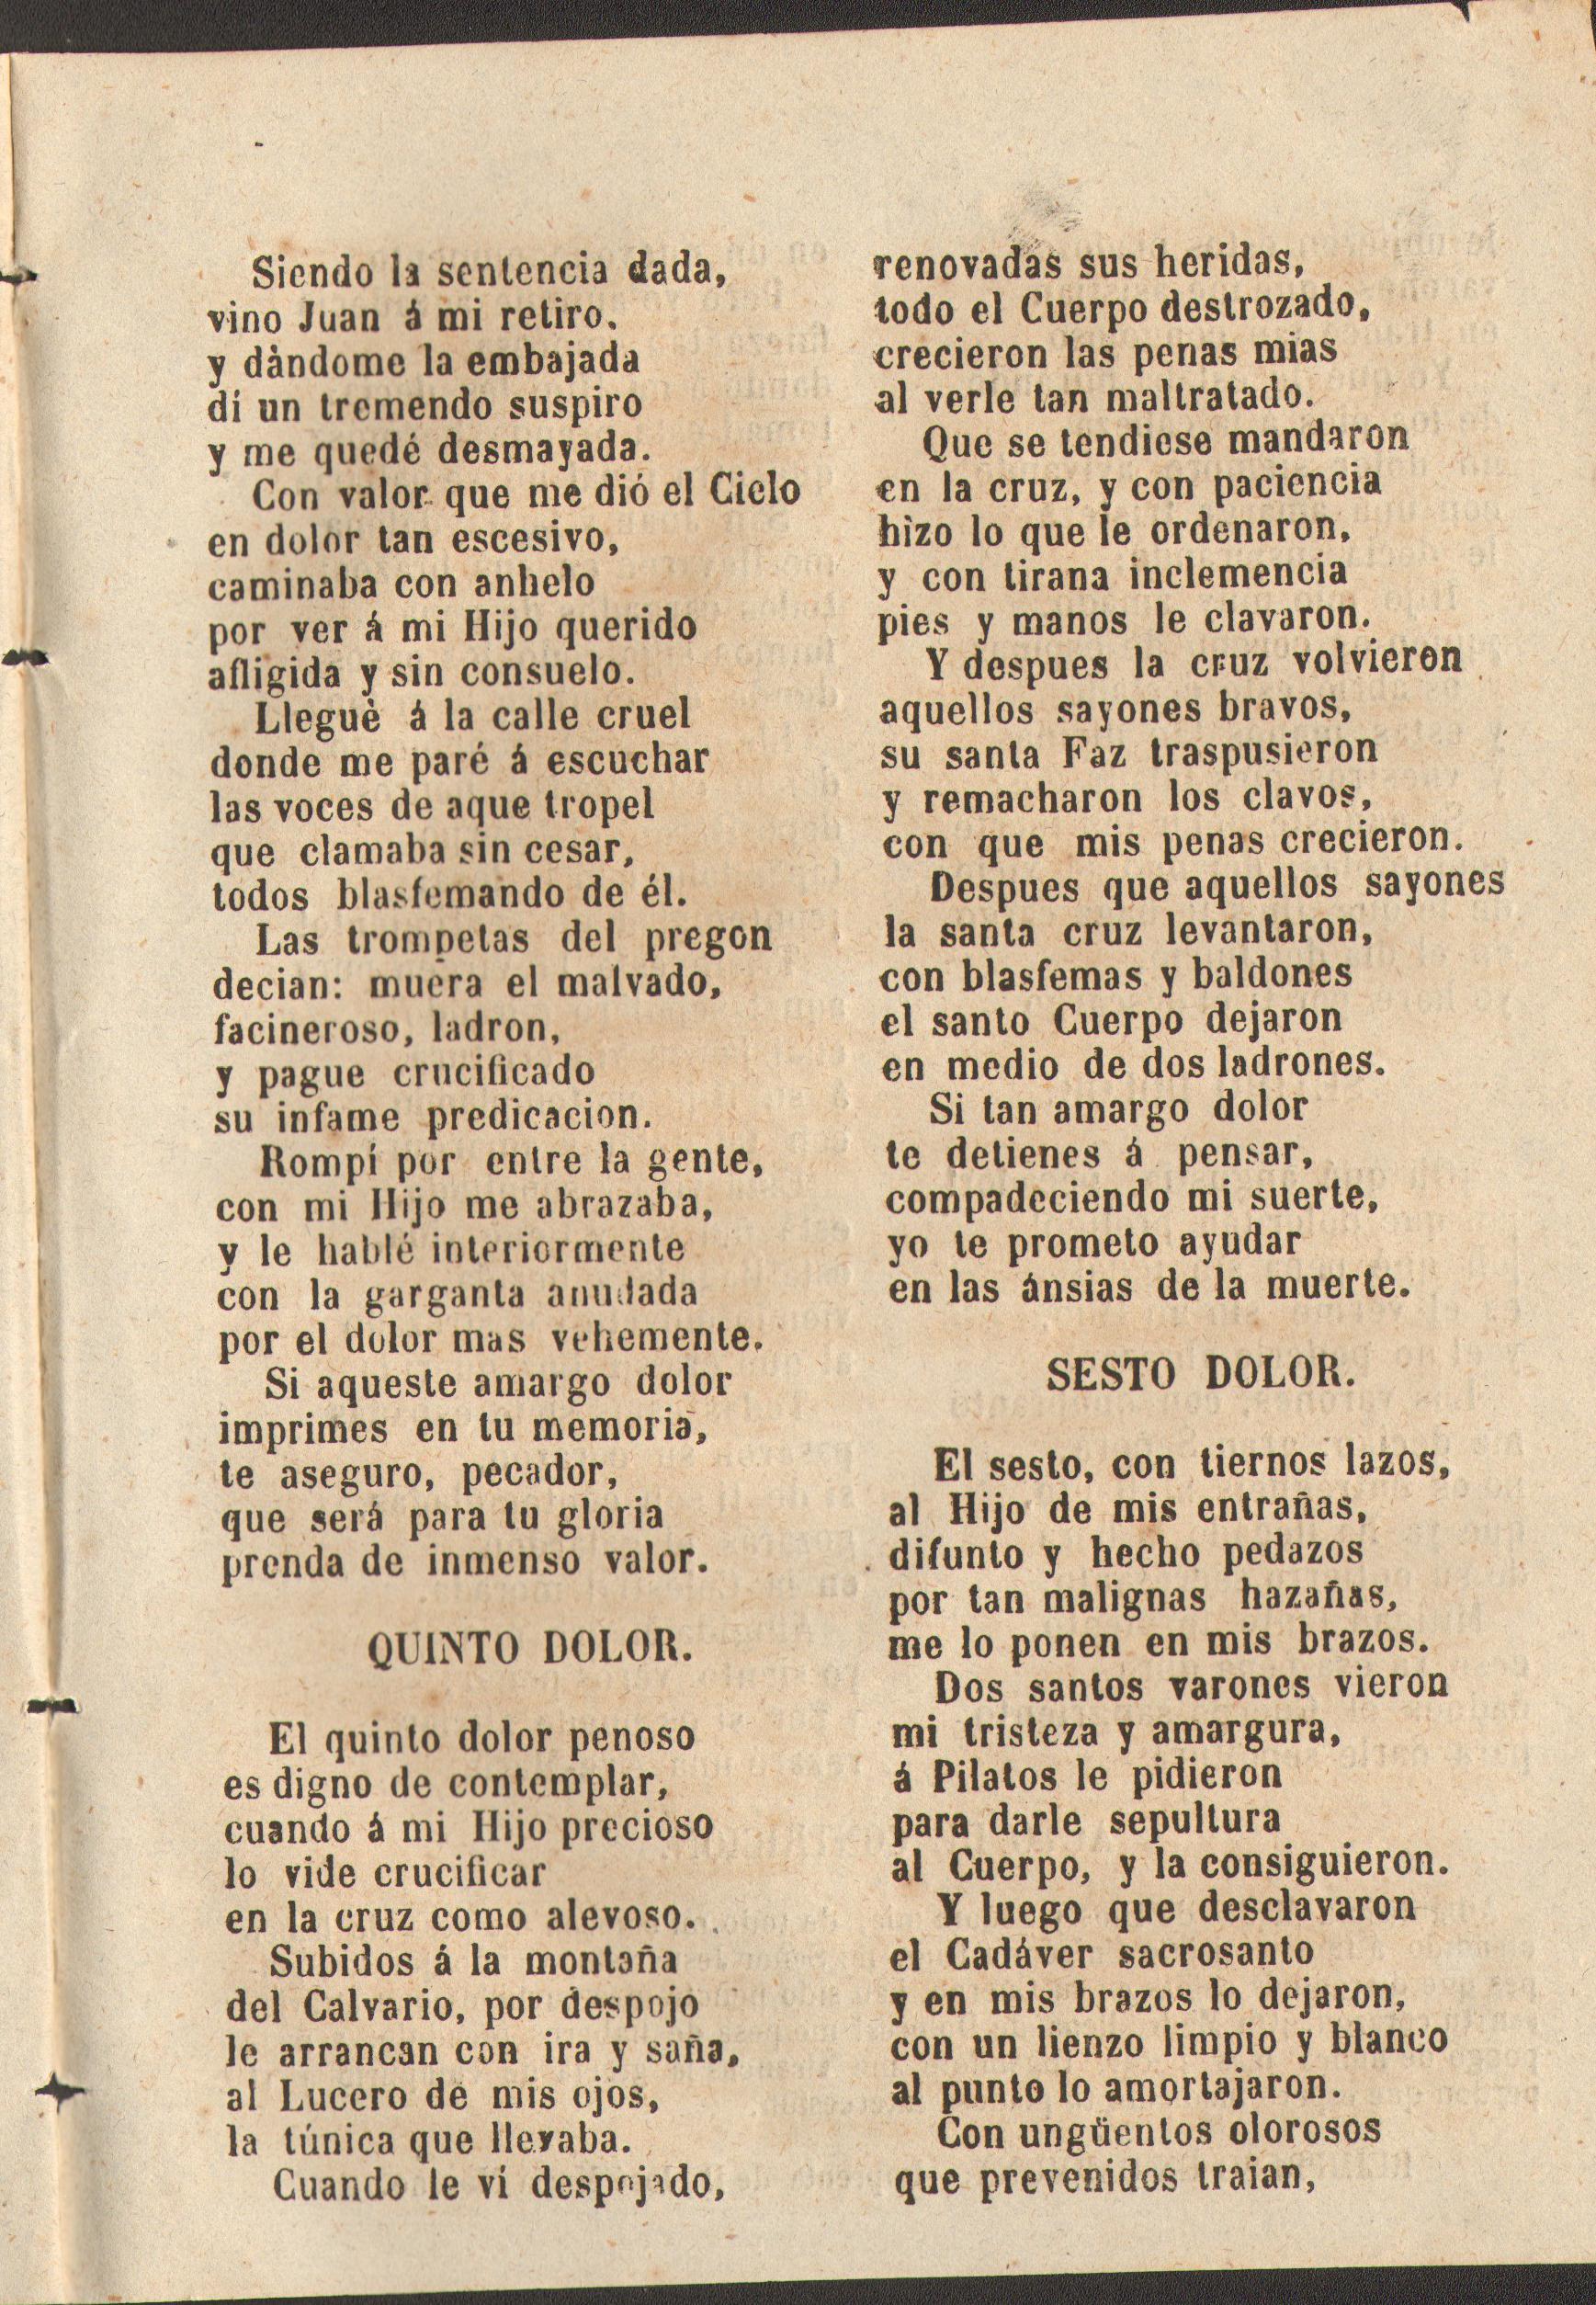 Siendo la sentencia dada,
vino Juan á mi retiro.
y dàndome la embajada
dí un tremendo suspiro
y me quedé desmayada.
Con valor que me dió el Cielo
en dolor tan escesivo,
caminaba con anhelo
por ver á mi Hijo querido
afligida y sin consuelo.
Lleguè á la calle cruel
donde me paré á escuchar
las voces de aque tropel
que clamaba sin cesar,
todos blasfemando de él.
Las trompetas del pregon
decian: muera el malvado,
facineroso, ladron,
y pague crucificado
su infame predicacion.
Rompí por entre la gente,
con mi Hijo me abrazaba,
y le hablé interiormente
con la garganta anudada
por el dolor mas vehemente.
Si aqueste amargo dolor
imprimes en tu memoria,
te aseguro, pecador,
que será para tu gloria
prenda de inmenso valor.
QUINTO DOLOR.
El quinto dolor penoso
es digno de contemplar,
cuando á mi Hijo precioso
lo vide crucificar
en la cruz como alevoso.
Subidos á la montaña
del Calvario, por despojo
le arrancan con ira y saña,
al Lucero de mis ojos,
la túnica que llevaba.
Cuando le ví despojado,
renovadas sus heridas,
todo el Cuerpo destrozado,
crecieron las penas mias
al verle tan maltratado.
Que se tendiese mandaron
en la cruz, y con paciencia
hizo lo que le ordenaron,
y con tirana inclemencia
pies y manos le clavaron.
Y despues la cruz volvieron
aquellos sayones bravos,
su santa Faz traspusieron
y remacharon los clavos,
con que mis penas crecieron.
Despues que aquellos sayones
la santa cruz levantaron,
con blasfemas y baldones
el santo Cuerpo dejaron
en medio de dos ladrones.
Si tan amargo dolor
te detienes á pensar,
compadeciendo mi suerte,
yo te prometo ayudar
en las ánsias de la muerte.
SESTO DOLOR.
El sesto, con tiernos lazos,
al Hijo de mis entrañas,
difunto y hecho pedazos
por tan malignas hazañas,
me lo ponen en mis brazos.
Dos santos varones vieron
mi tristeza y amargura,
á Pilatos le pidieron
para darle sepultura
al Cuerpo, y la consiguieron.
Y luego que desclavaron
el Cadáver sacrosanto
y en mis brazos lo dejaron,
con un lienzo limpio y blanco
al punto lo amortajaron.
Con ungüentos olorosos
que prevenidos traian,